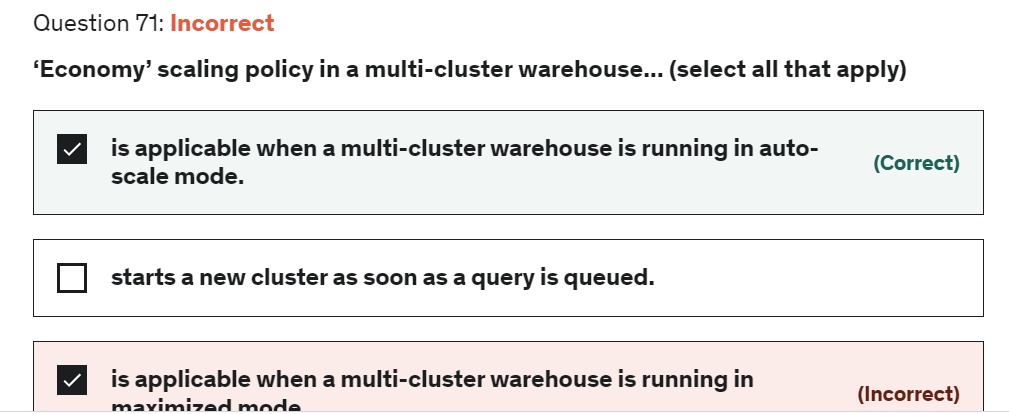 Question 71: Incorrect
‘Economy’ scaling policy in a multi-cluster warehouse... (select all that apply)
is applicable when a multi-cluster warehouse is running in auto-
scale mode.
(Correct)
starts a new cluster as soon as a query is queued.
is applicable when a multi-cluster warehouse is running in
maximized mode
(Incorrect)